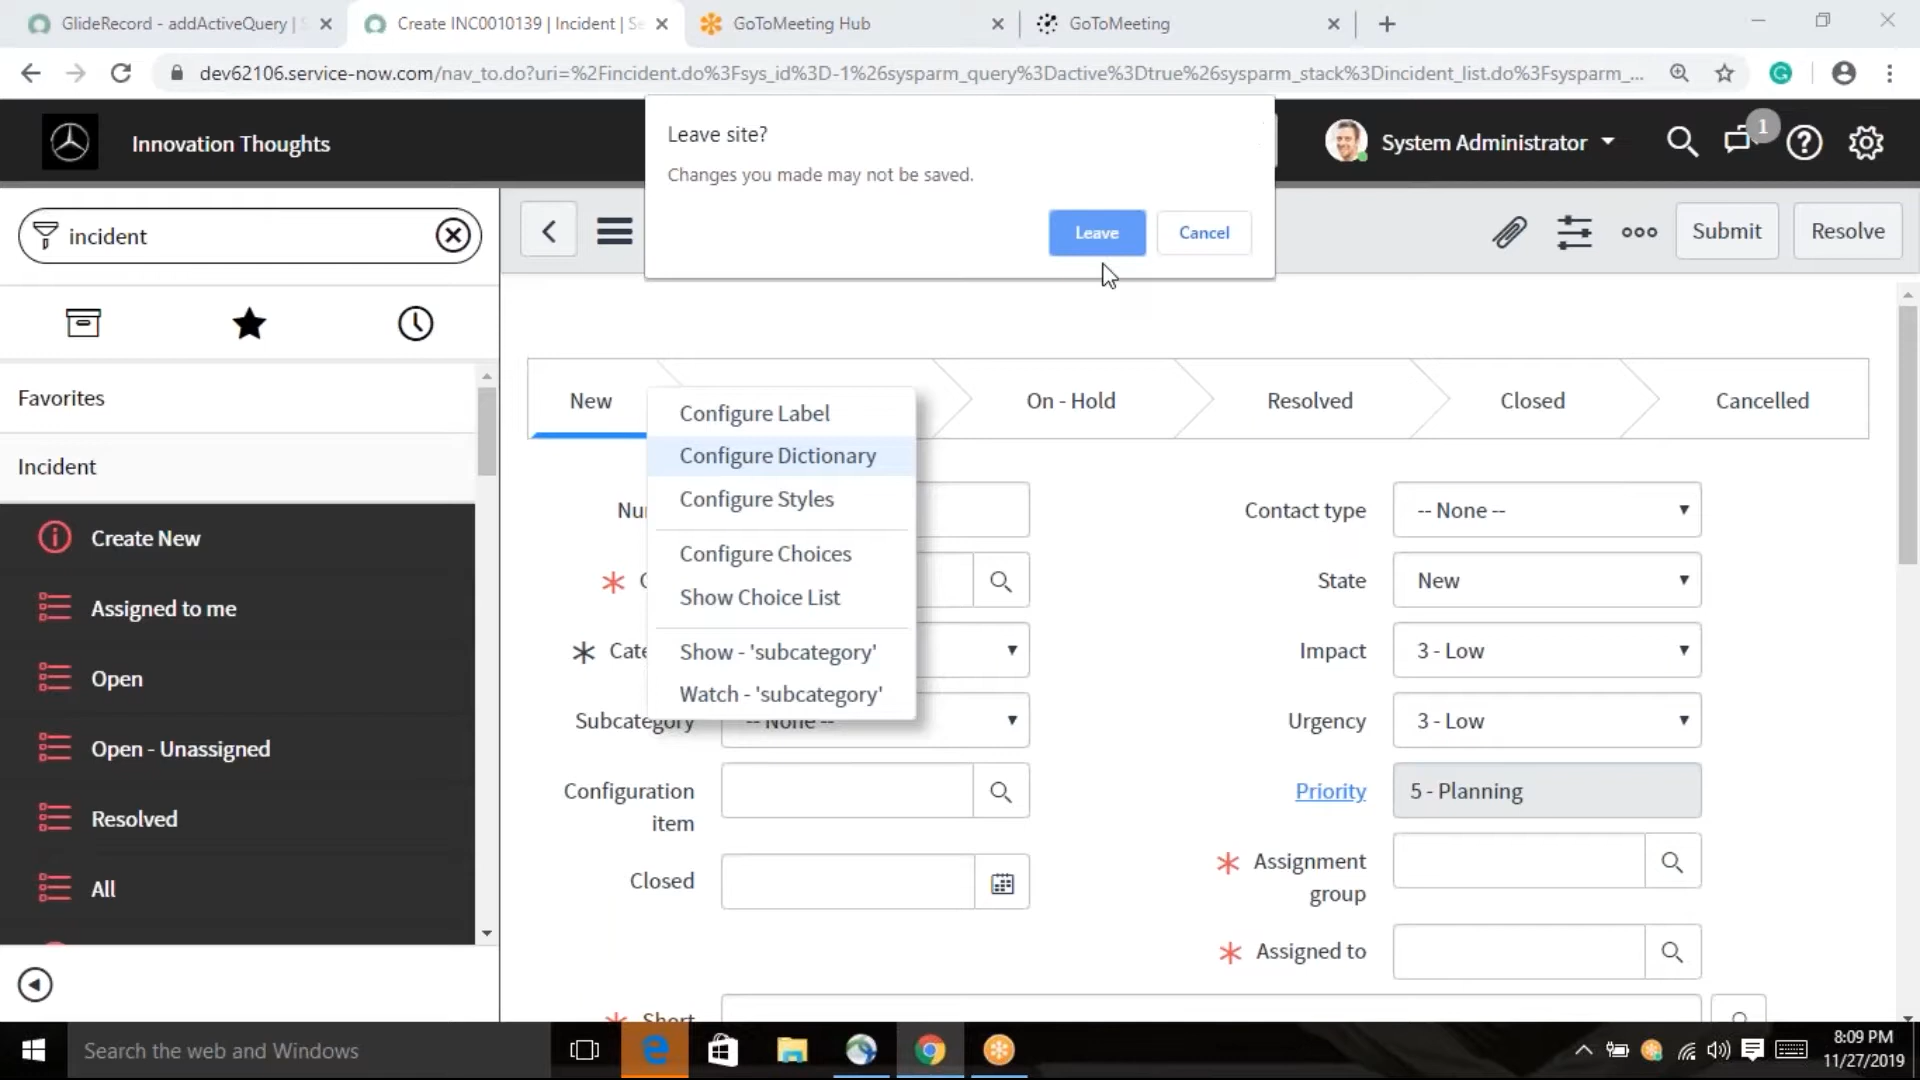 GlideRecord - addActiveQuery | S
Create INC0010139 | Incident | Se
GoToMeeting Hub
GoToMeeting
dev62106.service-now.com/nav_to.do?uri=%2Fincident.do%3Fsys_id%3D-1%26sysparm_query%3Dactive%3Dtrue%26sysparm_stack%3Dincident_list.do%3Fsysparm_...
Innovation Thoughts
System Administrator
1
Leave site?
Changes you made may not be saved.
Leave
Cancel
incident
Submit
Resolve
Favorites
Incident
Create New
Assigned to me
Open
Open - Unassigned
Resolved
All
New
On - Hold
Resolved
Closed
Cancelled
Configure Label
Configure Dictionary
Configure Styles
Configure Choices
Show Choice List
Show - 'subcategory'
Watch - 'subcategory'
Nu
C
Cate
Subcategory
-- None --
Configuration
item
Closed
Contact type
-- None --
State
New
Impact
3 - Low
Urgency
3 - Low
Priority
5 - Planning
Assignment
group
Assigned to
Short
Search the web and Windows
8:09 PM
11/27/2019